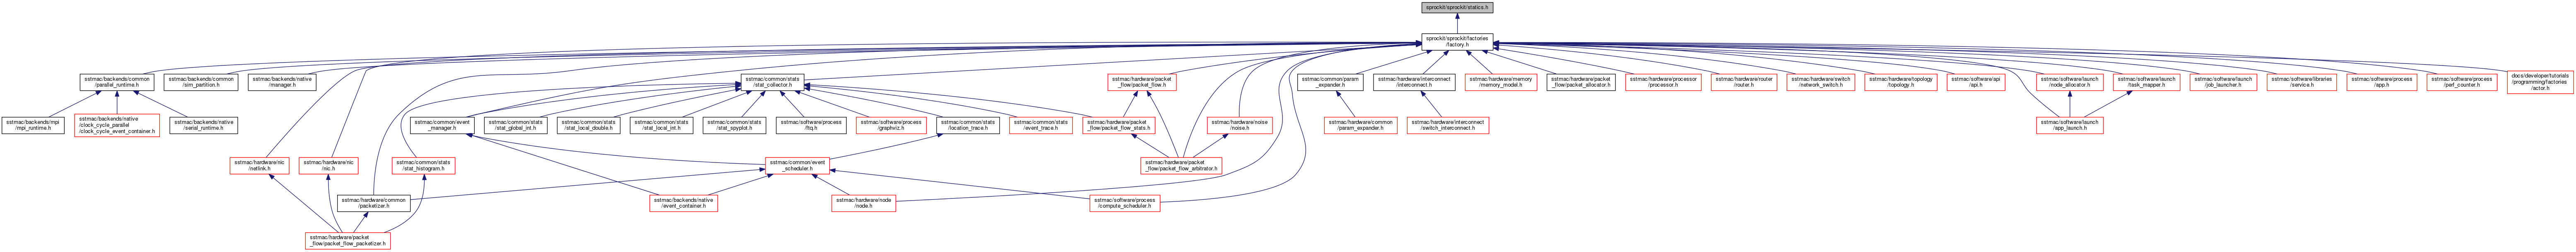 sprockit/sprockit/statics.h
sprockit/sprockit/factories
/factory.h
sstmac/backends/common
/parallel_runtime.h
sstmac/backends/common
/sim_partition.h
sstmac/backends/native
/manager.h
sstmac/common/stats
/stat_collector.h
sstmac/hardware/packet
_flow/packet_flow.h
sstmac/common/param
_expander.h
sstmac/hardware/interconnect
/interconnect.h
sstmac/hardware/memory
/memory_model.h
sstmac/hardware/packet
_flow/packet_allocator.h
sstmac/hardware/processor
/processor.h
sstmac/hardware/router
/router.h
sstmac/hardware/switch
/network_switch.h
sstmac/hardware/topology
/topology.h
sstmac/software/api
/api.h
sstmac/software/launch
/node_allocator.h
sstmac/software/launch
/task_mapper.h
sstmac/software/launch
/job_launcher.h
sstmac/software/libraries
/service.h
sstmac/software/process
/app.h
sstmac/software/process
/perf_counter.h
docs/developer/tutorials
/programming/factories
/actor.h
sstmac/backends/mpi
/mpi_runtime.h
sstmac/backends/native
/clock_cycle_parallel
/clock_cycle_event_container.h
sstmac/backends/native
/serial_runtime.h
sstmac/common/event
_manager.h
sstmac/common/stats
/stat_global_int.h
sstmac/common/stats
/stat_local_double.h
sstmac/common/stats
/stat_local_int.h
sstmac/common/stats
/stat_spyplot.h
sstmac/software/process
/ftq.h
sstmac/software/process
/graphviz.h
sstmac/common/stats
/location_trace.h
sstmac/common/stats
/event_trace.h
sstmac/hardware/packet
_flow/packet_flow_stats.h
sstmac/hardware/noise
/noise.h
sstmac/hardware/common
/param_expander.h
sstmac/hardware/interconnect
/switch_interconnect.h
sstmac/software/launch
/app_launch.h
sstmac/hardware/nic
/netlink.h
sstmac/hardware/nic
/nic.h
sstmac/common/stats
/stat_histogram.h
sstmac/common/event
_scheduler.h
sstmac/hardware/packet
_flow/packet_flow_arbitrator.h
sstmac/hardware/common
/packetizer.h
sstmac/backends/native
/event_container.h
sstmac/hardware/node
/node.h
sstmac/software/process
/compute_scheduler.h
sstmac/hardware/packet
_flow/packet_flow_packetizer.h